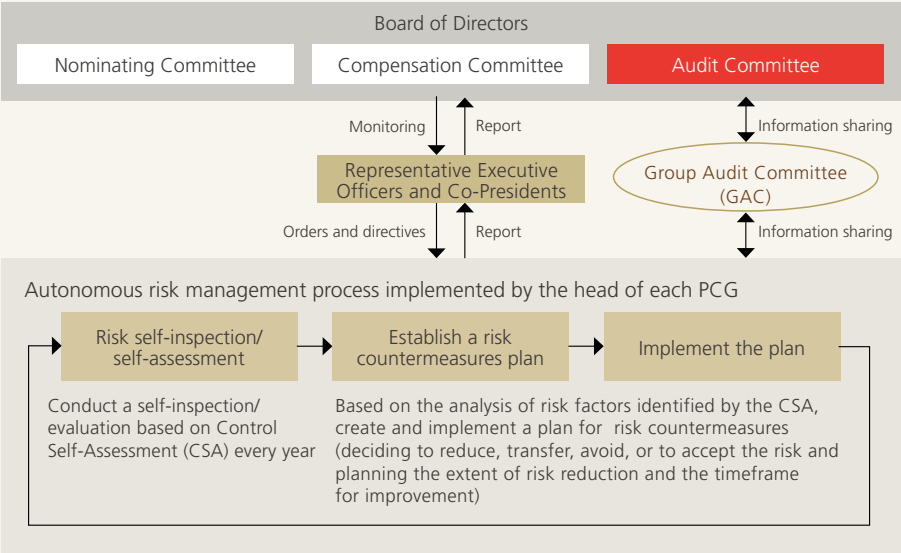 Board of Directors
Nominating Committee
Compensation Committee
Audit Committee
Monitoring
Report
Information sharing
Representative Executive
Officers and Co-Presidents
Group Audit Committee
(GAC)
Orders and directives
Report
Information sharing
Autonomous risk management process implemented by the head of each PCG
Risk self-inspection/
self-assessment
Establish a risk
countermeasures plan
Implement the plan
Conduct a self-inspection/
evaluation based on Control
Self-Assessment (CSA) every year
Based on the analysis of risk factors identified by the CSA,
create and implement a plan for risk countermeasures
(deciding to reduce, transfer, avoid, or to accept the risk and
planning the extent of risk reduction and the timeframe
for improvement)